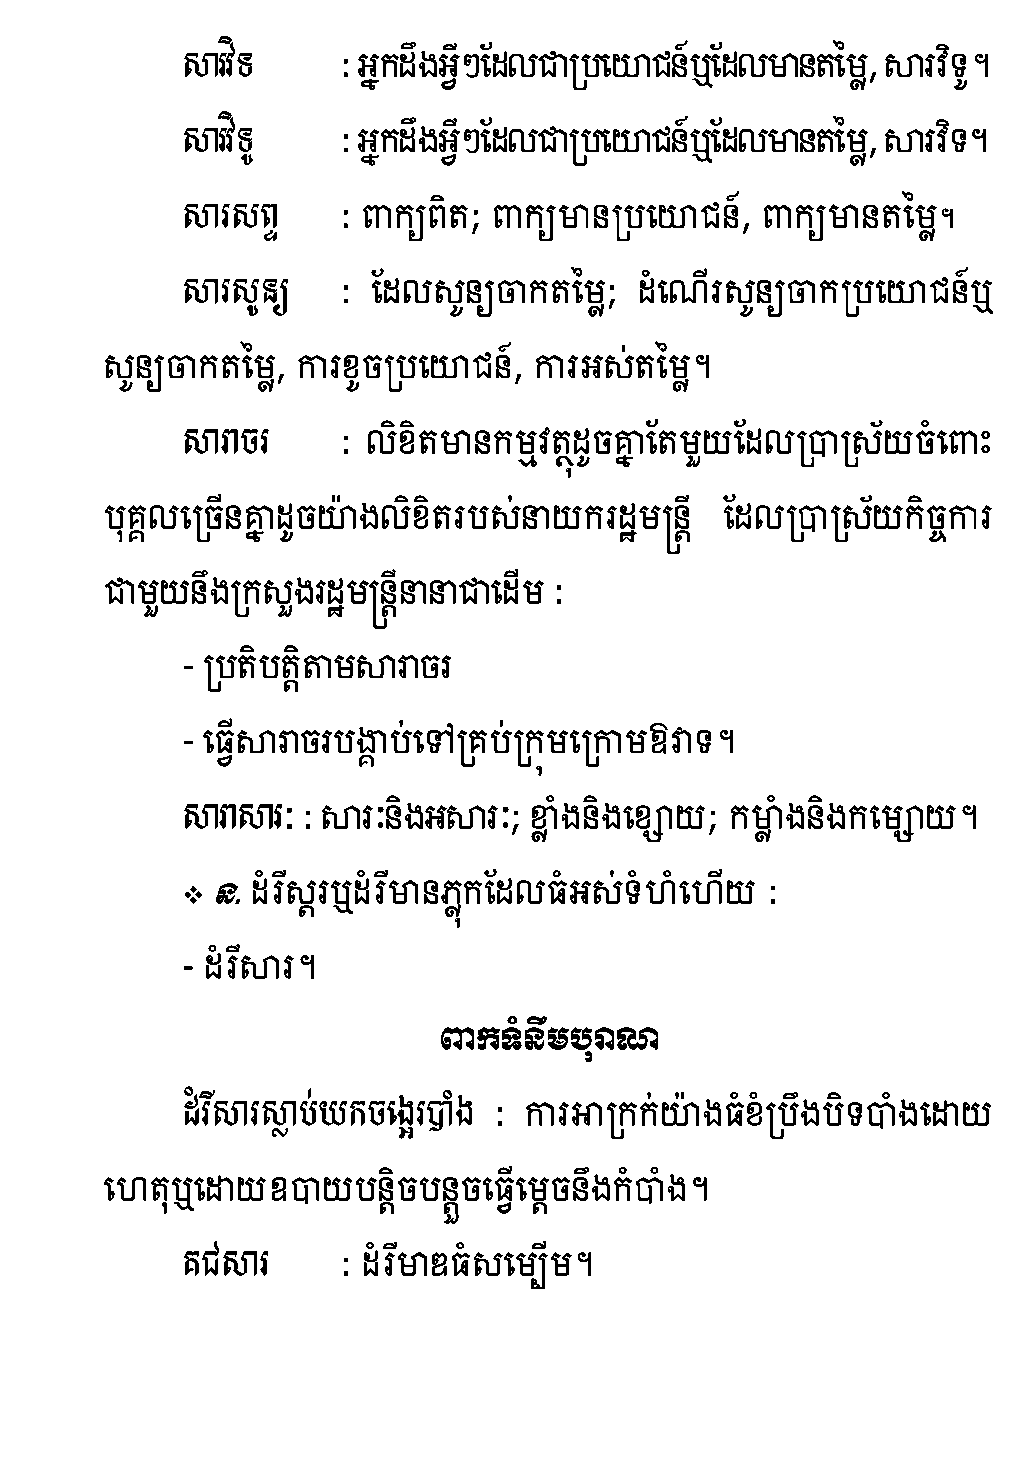 សារវិទ : អ្នកដឹងអ្វីៗដែលជាប្រយោជន៍ឬដែលមានតម្លៃ, សារវិទូ។
សារវិទូ : អ្នកដឹងអ្វីៗដែលជាប្រយោជន៍ឬដែលមានតម្លៃ, សារវិទ។
សារសព្ទ : ពាក្យពិត; ពាក្យមានប្រយោជន៍, ពាក្យមានតម្លៃ។
សារសូន្យ : ដែលសូន្យចាកតម្លៃ; ដំណើរសូន្យចាកប្រយោជន៍ឬ
សូន្យចាកតម្លៃ, ការខូចប្រយោជន៍, ការអស់តម្លៃ។
សារាចរ : លិខិតមានកម្មវត្ថុដូចគ្នាតែមួយដែលប្រាស្រ័យចំពោះ
បុគ្គលច្រើនគ្នាដូចយ៉ាងលិខិតរបស់នាយករដ្ឋមន្ត្រី ដែលប្រាស្រ័យកិច្ចការ
ជាមួយនឹងក្រសួងរដ្ឋមន្ត្រីនានាជាដើម :
- ប្រតិបត្តិតាមសារាចរ
- ធ្វើសារាចរបង្គាប់ទៅគ្រប់ក្រុមក្រោមឱវាទ។
សារាសារៈ : សារៈនិងអសារៈ; ខ្លាំងនិងខ្សោយ; កម្លាំងនិងកម្សោយ។
❖ ន. ដំរីស្តរឬដំរីមានភ្លុកដែលធំអស់ទំហំហើយ :
- ដំរីសារ។
ពាក្យទំនឹមបុរាណ
ដំរីសារស្លាប់យកចង្អេរបាំង : ការអាក្រក់យ៉ាងធំខំប្រឹងបិទបាំងដោយ
ហេតុឬដោយឧបាយបន្តិចបន្តួចធ្វើម្តេចនឹងកំបាំង។
គជសារ : ដំរីមាឌធំសម្បើម។